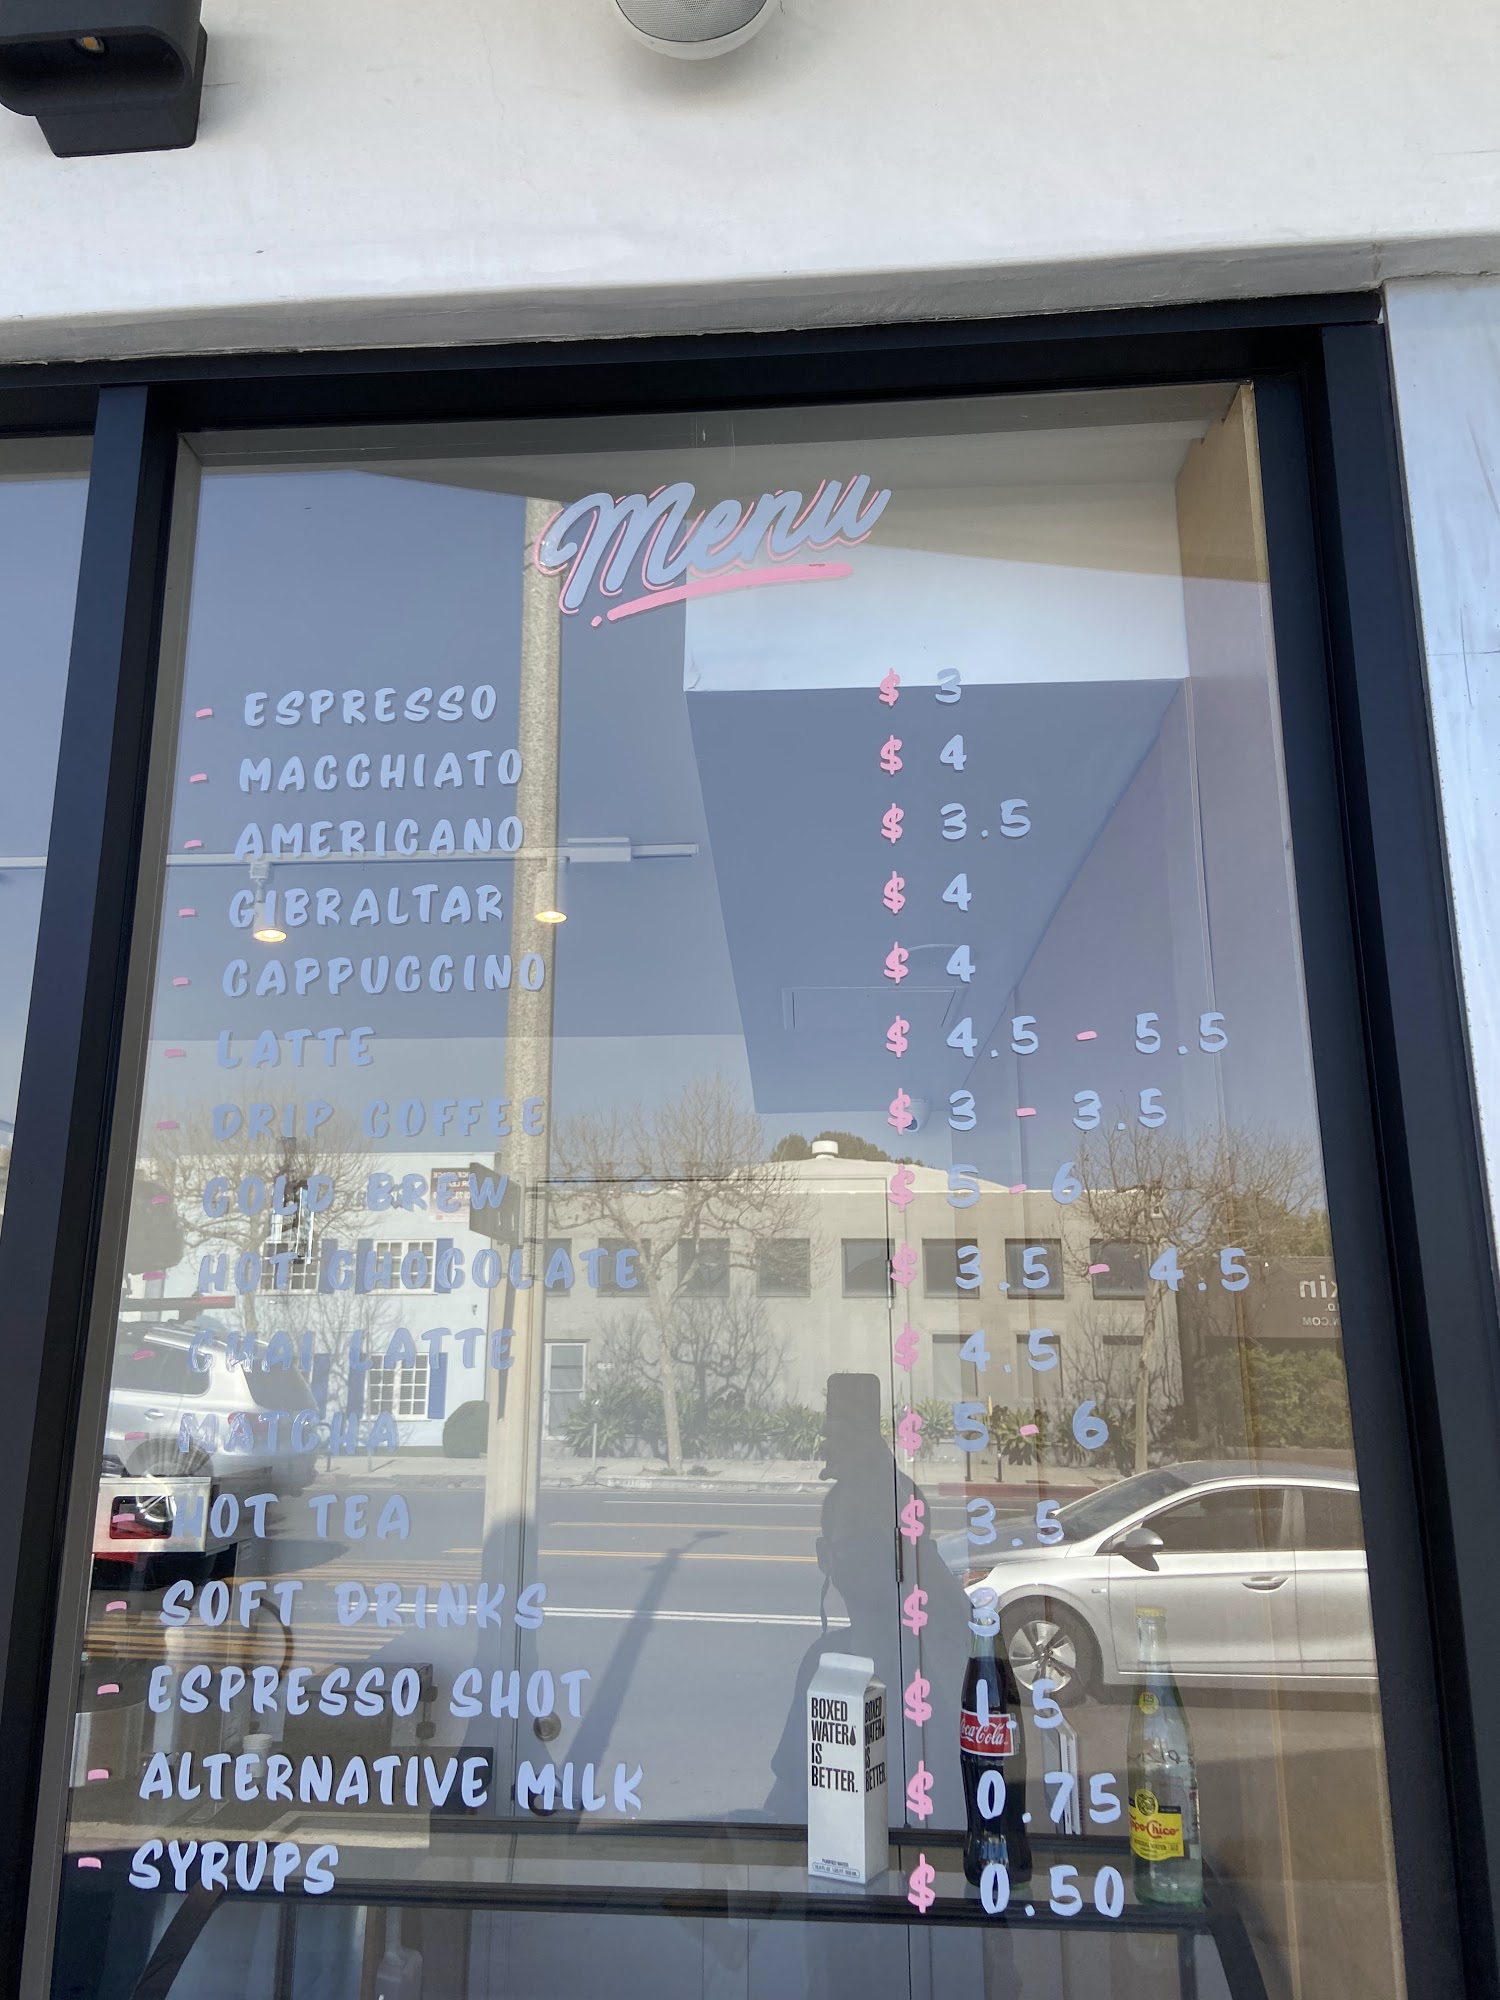 Menu
- ESPRESSO $ 3
- MACCHIATO $ 4
- AMERICANO $ 3.5
- GIBRALTAR $ 4
- CAPPUCCINO $ 4
- LATTE $ 4.5 - 5.5
- DRIP COFFEE $ 3 - 3.5
- COLD BREW $ 5 - 6
- HOT CHOCOLATE $ 3.5 - 4.5
- CHAI LATTE $ 4.5
- MATCHA $ 5 - 6
- HOT TEA $ 3.5
- SOFT DRINKS $ 3
- ESPRESSO SHOT $ 1.5
- ALTERNATIVE MILK $ 0.75
- SYRUPS $ 0.50
BOXED
WATER
IS
BETTER.
BOXED
WATER
IS
BETTER.
Coca-Cola
Topo Chico